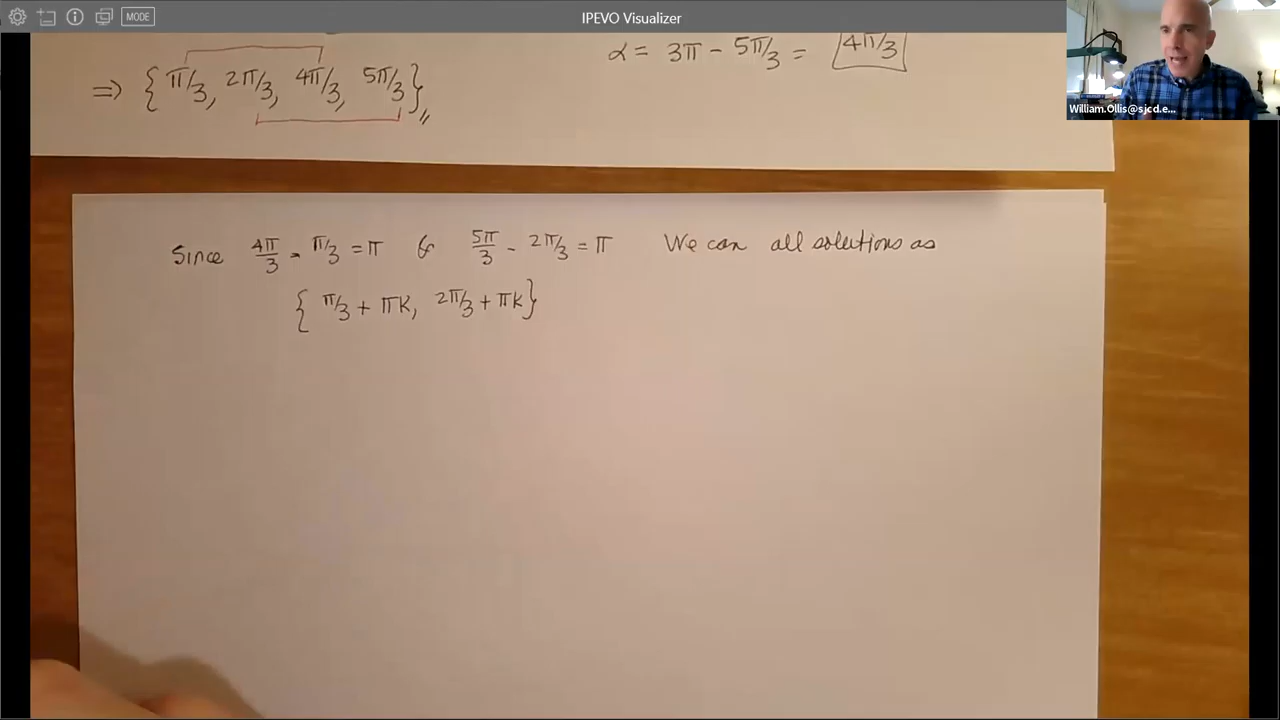 MODE
IPEVO Visualizer
α = 3π - 5π/3 = 4π/3
⇒ { π/3, 2π/3, 4π/3, 5π/3 }
William.Ollis@sjcd.e...
Since 4π/3 - π/3 = π & 5π/3 - 2π/3 = π We can all solutions as
{ π/3 + πK, 2π/3 + πK }